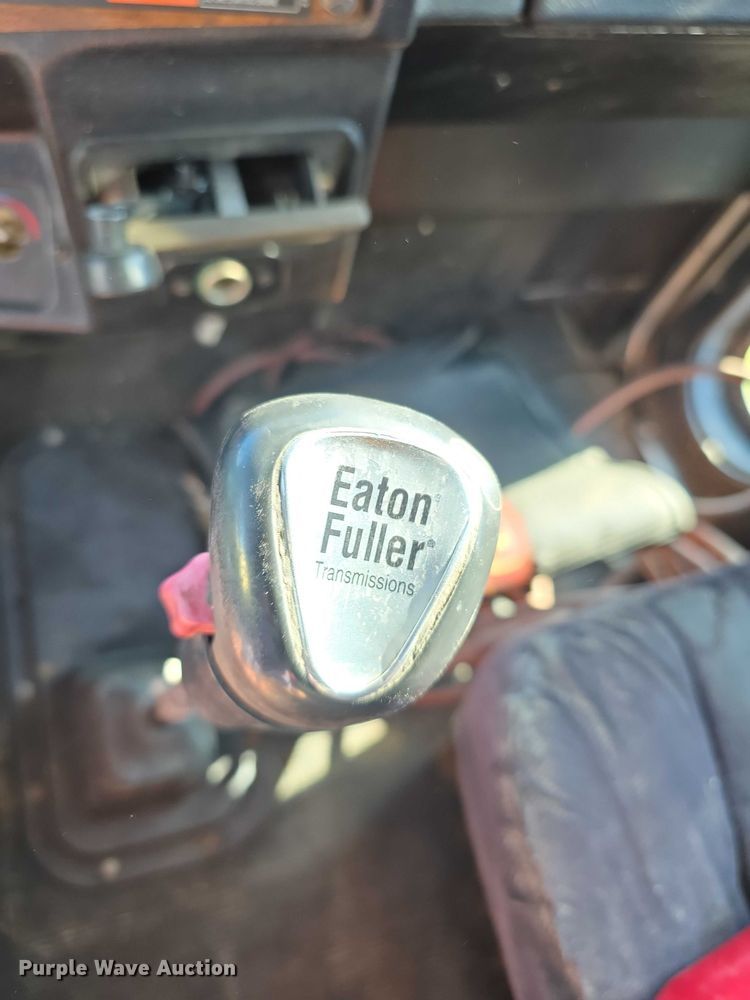 Eaton®
Fuller®
Transmissions
Purple Wave Auction